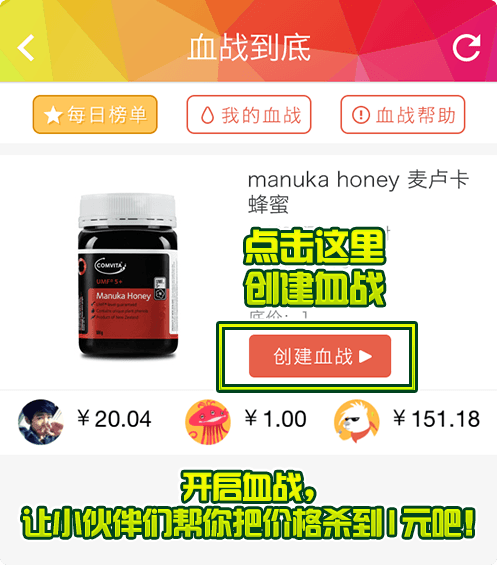 血战到底
每日榜单
我的血战
血战帮助
manuka honey 麦卢卡
蜂蜜
点击这里
创建血战
底价：1
创建血战
COMVITA
UMF® 5+
Manuka Honey
￥20.04
￥1.00
￥151.18
开启血战，
让小伙伴们帮你把价格杀到1元吧！